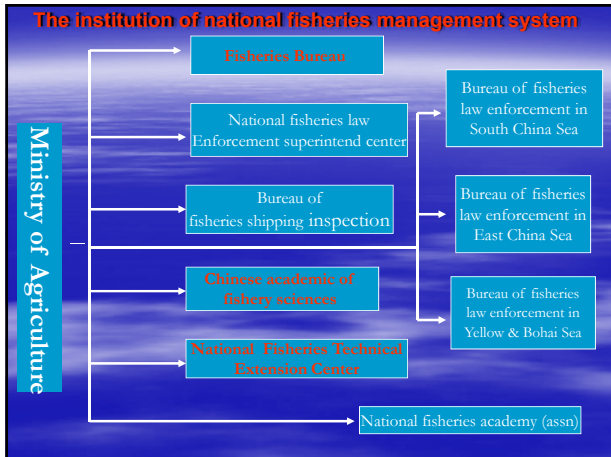 The institution of national fisheries management system
Ministry of Agriculture
Fisheries Bureau
National fisheries law
Enforcement superintend center
Bureau of
fisheries shipping inspection
Chinese academic of
fishery sciences
National Fisheries Technical
Extension Center
National fisheries academy (assn)
Bureau of fisheries
law enforcement in
South China Sea
Bureau of fisheries
law enforcement in
East China Sea
Bureau of fisheries
law enforcement in
Yellow & Bohai Sea